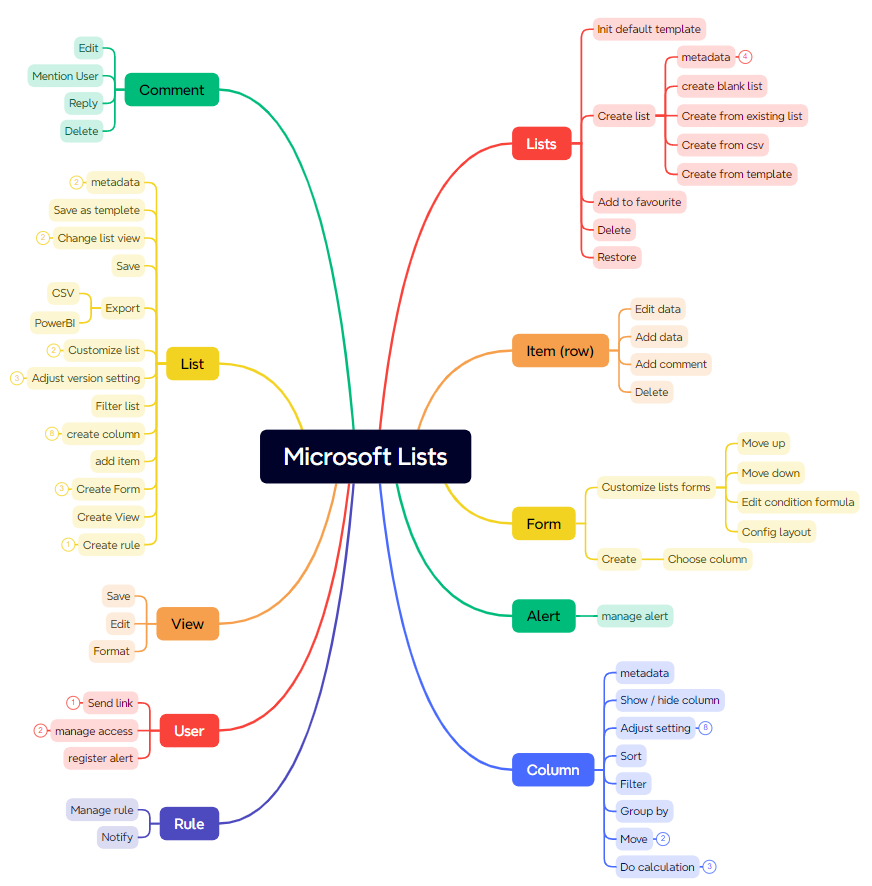 Microsoft Lists
Comment
Edit
Mention User
Reply
Delete
List
metadata
2
Save as templete
Change list view
2
Save
Export
CSV
PowerBI
Customize list
2
Adjust version setting
3
Filter list
create column
8
add item
Create Form
3
Create View
Create rule
1
View
Save
Edit
Format
User
Send link
1
manage access
2
register alert
Rule
Manage rule
Notify
Lists
Init default template
Create list
metadata
4
create blank list
Create from existing list
Create from csv
Create from template
Add to favourite
Delete
Restore
Item (row)
Edit data
Add data
Add comment
Delete
Form
Customize lists forms
Move up
Move down
Edit condition formula
Config layout
Create
Choose column
Alert
manage alert
Column
metadata
Show / hide column
Adjust setting
8
Sort
Filter
Group by
Move
2
Do calculation
3